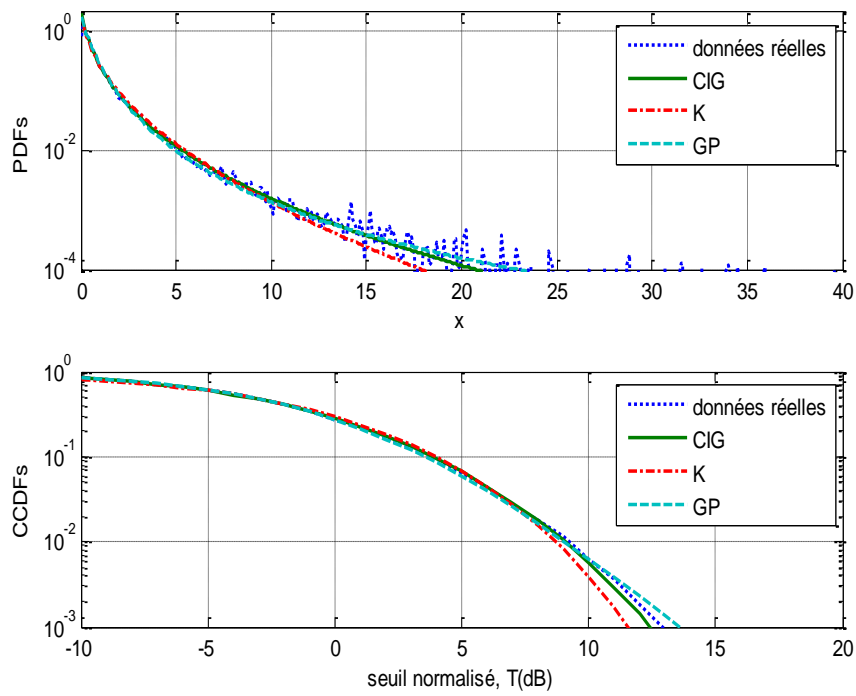 10^0
10^-2
10^-4
PDFs
0 5 10 15 20 25 30 35 40
x
données réelles
CIG
K
GP
10^0
10^-1
10^-2
10^-3
CCDFs
-10 -5 0 5 10 15 20
seuil normalisé, T(dB)
données réelles
CIG
K
GP